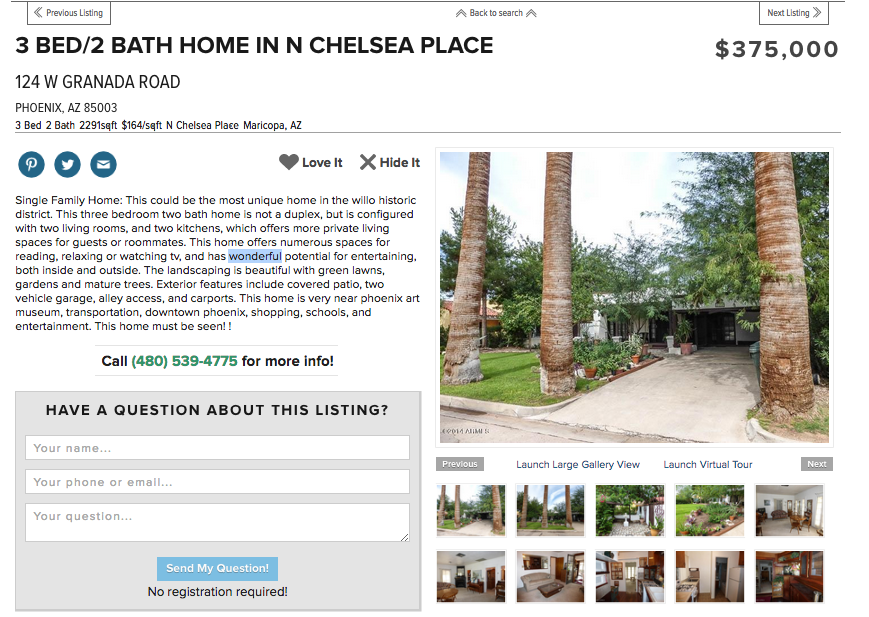 Previous Listing
Back to search
Next Listing
3 BED/2 BATH HOME IN N CHELSEA PLACE
$375,000
124 W GRANADA ROAD
PHOENIX, AZ 85003
3 Bed 2 Bath 2291sqft $164/sqft N Chelsea Place Maricopa, AZ
Love It
Hide It
Single Family Home: This could be the most unique home in the willo historic
district. This three bedroom two bath home is not a duplex, but is configured
with two living rooms, and two kitchens, which offers more private living
spaces for guests or roommates. This home offers numerous spaces for
reading, relaxing or watching tv, and has wonderful potential for entertaining,
both inside and outside. The landscaping is beautiful with green lawns,
gardens and mature trees. Exterior features include covered patio, two
vehicle garage, alley access, and carports. This home is very near phoenix art
museum, transportation, downtown phoenix, shopping, schools, and
entertainment. This home must be seen! !
Call (480) 539-4775 for more info!
HAVE A QUESTION ABOUT THIS LISTING?
Your name...
Your phone or email...
Your question...
Send My Question!
No registration required!
©2014 ARMLS
Previous
Launch Large Gallery View
Launch Virtual Tour
Next